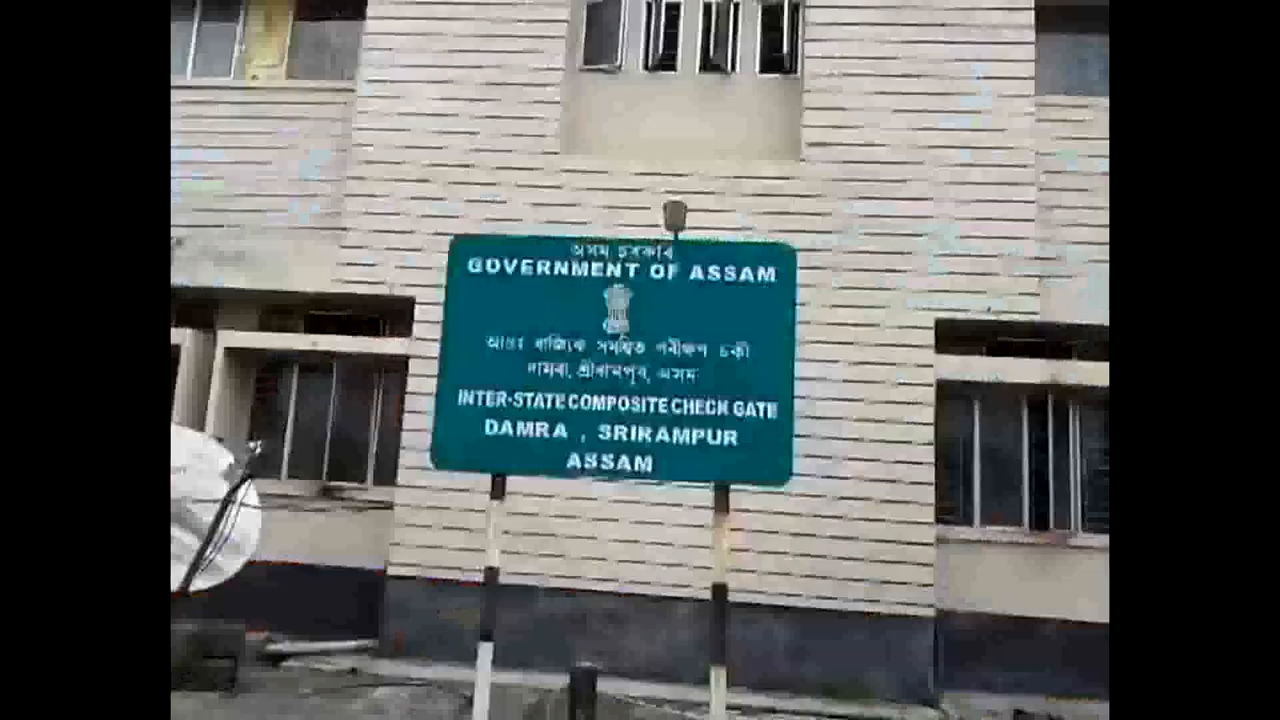 অসম চৰকাৰ
GOVERNMENT OF ASSAM
আন্তঃ ৰাজ্যিক সমন্বিত পৰীক্ষণ চকী
দামৰা, শ্ৰীৰামপুৰ, অসম
INTER-STATE COMPOSITE CHECK GATE
DAMRA , SRIRAMPUR
ASSAM